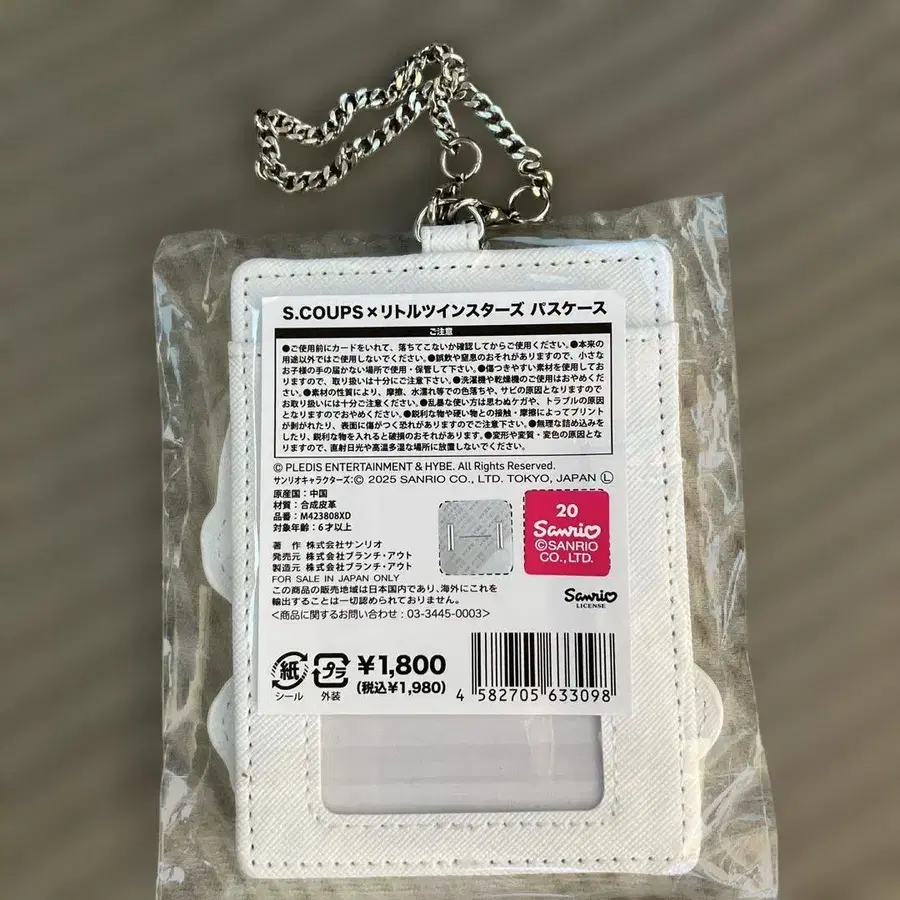 S.COUPS×リトルツインスターズ パスケース
ご注意
●ご使用前にカードをいれて、落ちてこないか確認してからご使用ください。●本来の
用途以外ではご使用しないでください。●誤飲や窒息のおそれがありますので、小さな
お子様の手の届かない場所で使用・保管して下さい。●傷つきやすい素材を使用してお
りますので、取り扱いは十分にご注意下さい。●洗濯機や乾燥機のご使用はおやめくだ
さい。●素材の性質により、摩擦、水濡れ等での色落ちや、サビの原因となりますので
お取り扱いには十分ご注意ください。●乱暴な使い方は思わぬケガや、トラブルの原因
となりますのでおやめください。●鋭利な物や硬い物との接触・摩擦によってプリント
が剥がれたり、表面に傷がつく恐れがありますのでご注意下さい。●無理な詰め込みを
したり、鋭利な物を入れると破損のおそれがあります。●変形や変質・変色の原因とな
りますので、直射日光や高温多湿な場所に放置しないでください。
© PLEDIS ENTERTAINMENT & HYBE. All Rights Reserved.
サンリオキャラクターズ:© 2025 SANRIO CO., LTD. TOKYO, JAPAN Ⓛ
原産国：中国
材質：合成皮革
品番：M423808XD
対象年齢：6才以上
著 作 株式会社サンリオ
発売元 株式会社ブランチ・アウト
製造元 株式会社ブランチ・アウト
FOR SALE IN JAPAN ONLY
この商品の販売地域は日本国内であり、海外にこれを
輸出することは一切認められておりません。
<商品に関するお問い合わせ：03-3445-0003>
20
Sanrio
©SANRIO
CO.,LTD.
Sanrio
LICENSE
紙
シール
プラ
外装
¥1,800
(税込¥1,980)
4 582705 633098